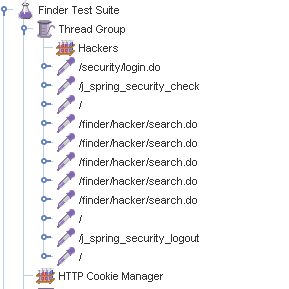 Finder Test Suite
Thread Group
Hackers
/security/login.do
/j_spring_security_check
/
/finder/hacker/search.do
/finder/hacker/search.do
/finder/hacker/search.do
/finder/hacker/search.do
/finder/hacker/search.do
/
/j_spring_security_logout
/
HTTP Cookie Manager